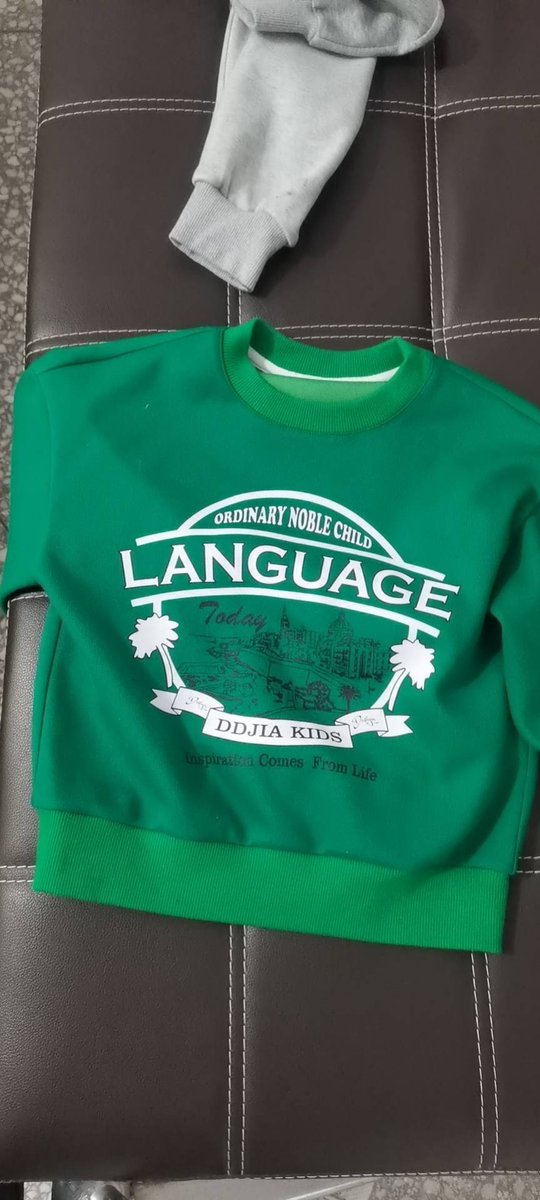 ORDINARY NOBLE CHILD
LANGUAGE
Today
DDJIA KIDS
Inspiration Comes From Life